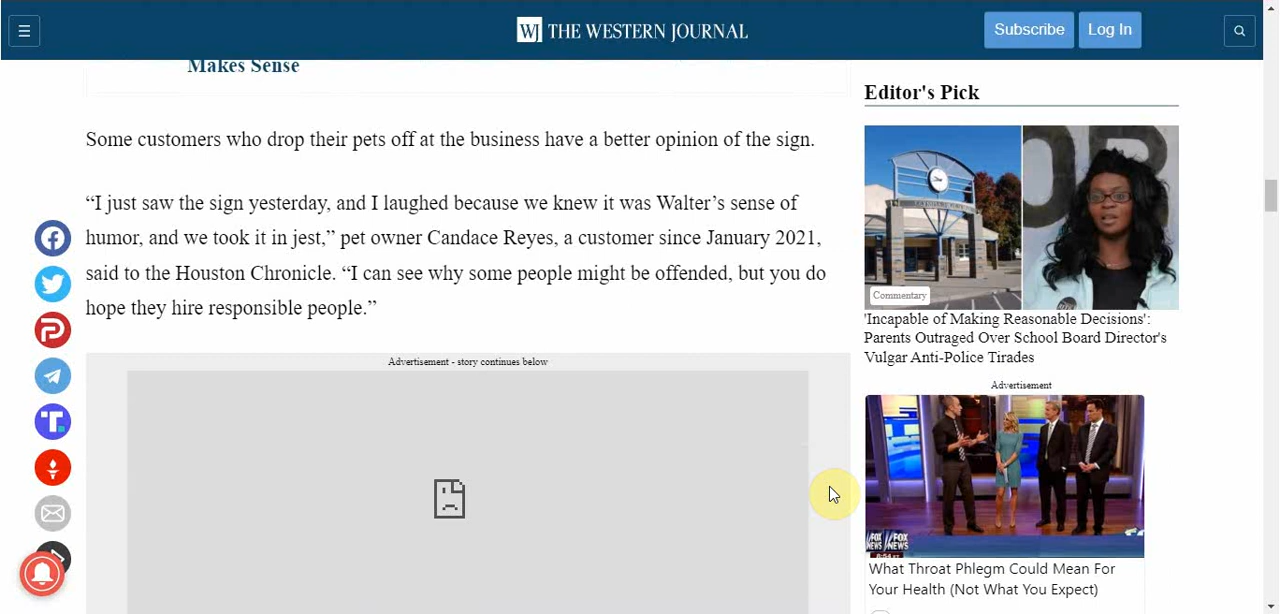 WJ THE WESTERN JOURNAL
Subscribe
Log In
Makes Sense
Some customers who drop their pets off at the business have a better opinion of the sign.
“I just saw the sign yesterday, and I laughed because we knew it was Walter’s sense of
humor, and we took it in jest,” pet owner Candace Reyes, a customer since January 2021,
said to the Houston Chronicle. “I can see why some people might be offended, but you do
hope they hire responsible people.”
Advertisement - story continues below
Editor's Pick
Commentary
'Incapable of Making Reasonable Decisions':
Parents Outraged Over School Board Director's
Vulgar Anti-Police Tirades
Advertisement
FOX NEWS FOX NEWS
What Throat Phlegm Could Mean For
Your Health (Not What You Expect)